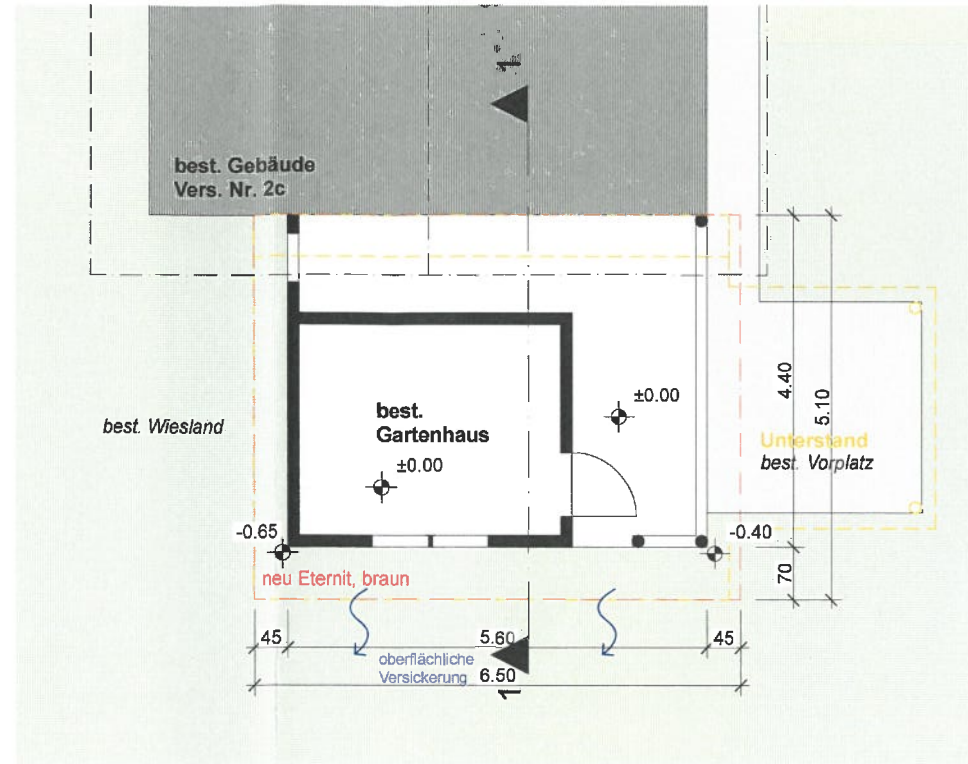 1
best. Gebäude
Vers. Nr. 2c
±0.00
4.40
5.10
best.
Gartenhaus
best. Wiesland
Unterstand
best. Vorplatz
±0.00
-0.65
-0.40
neu Eternit, braun
70
45
5.60
45
oberflächliche
Versickerung
6.50
1